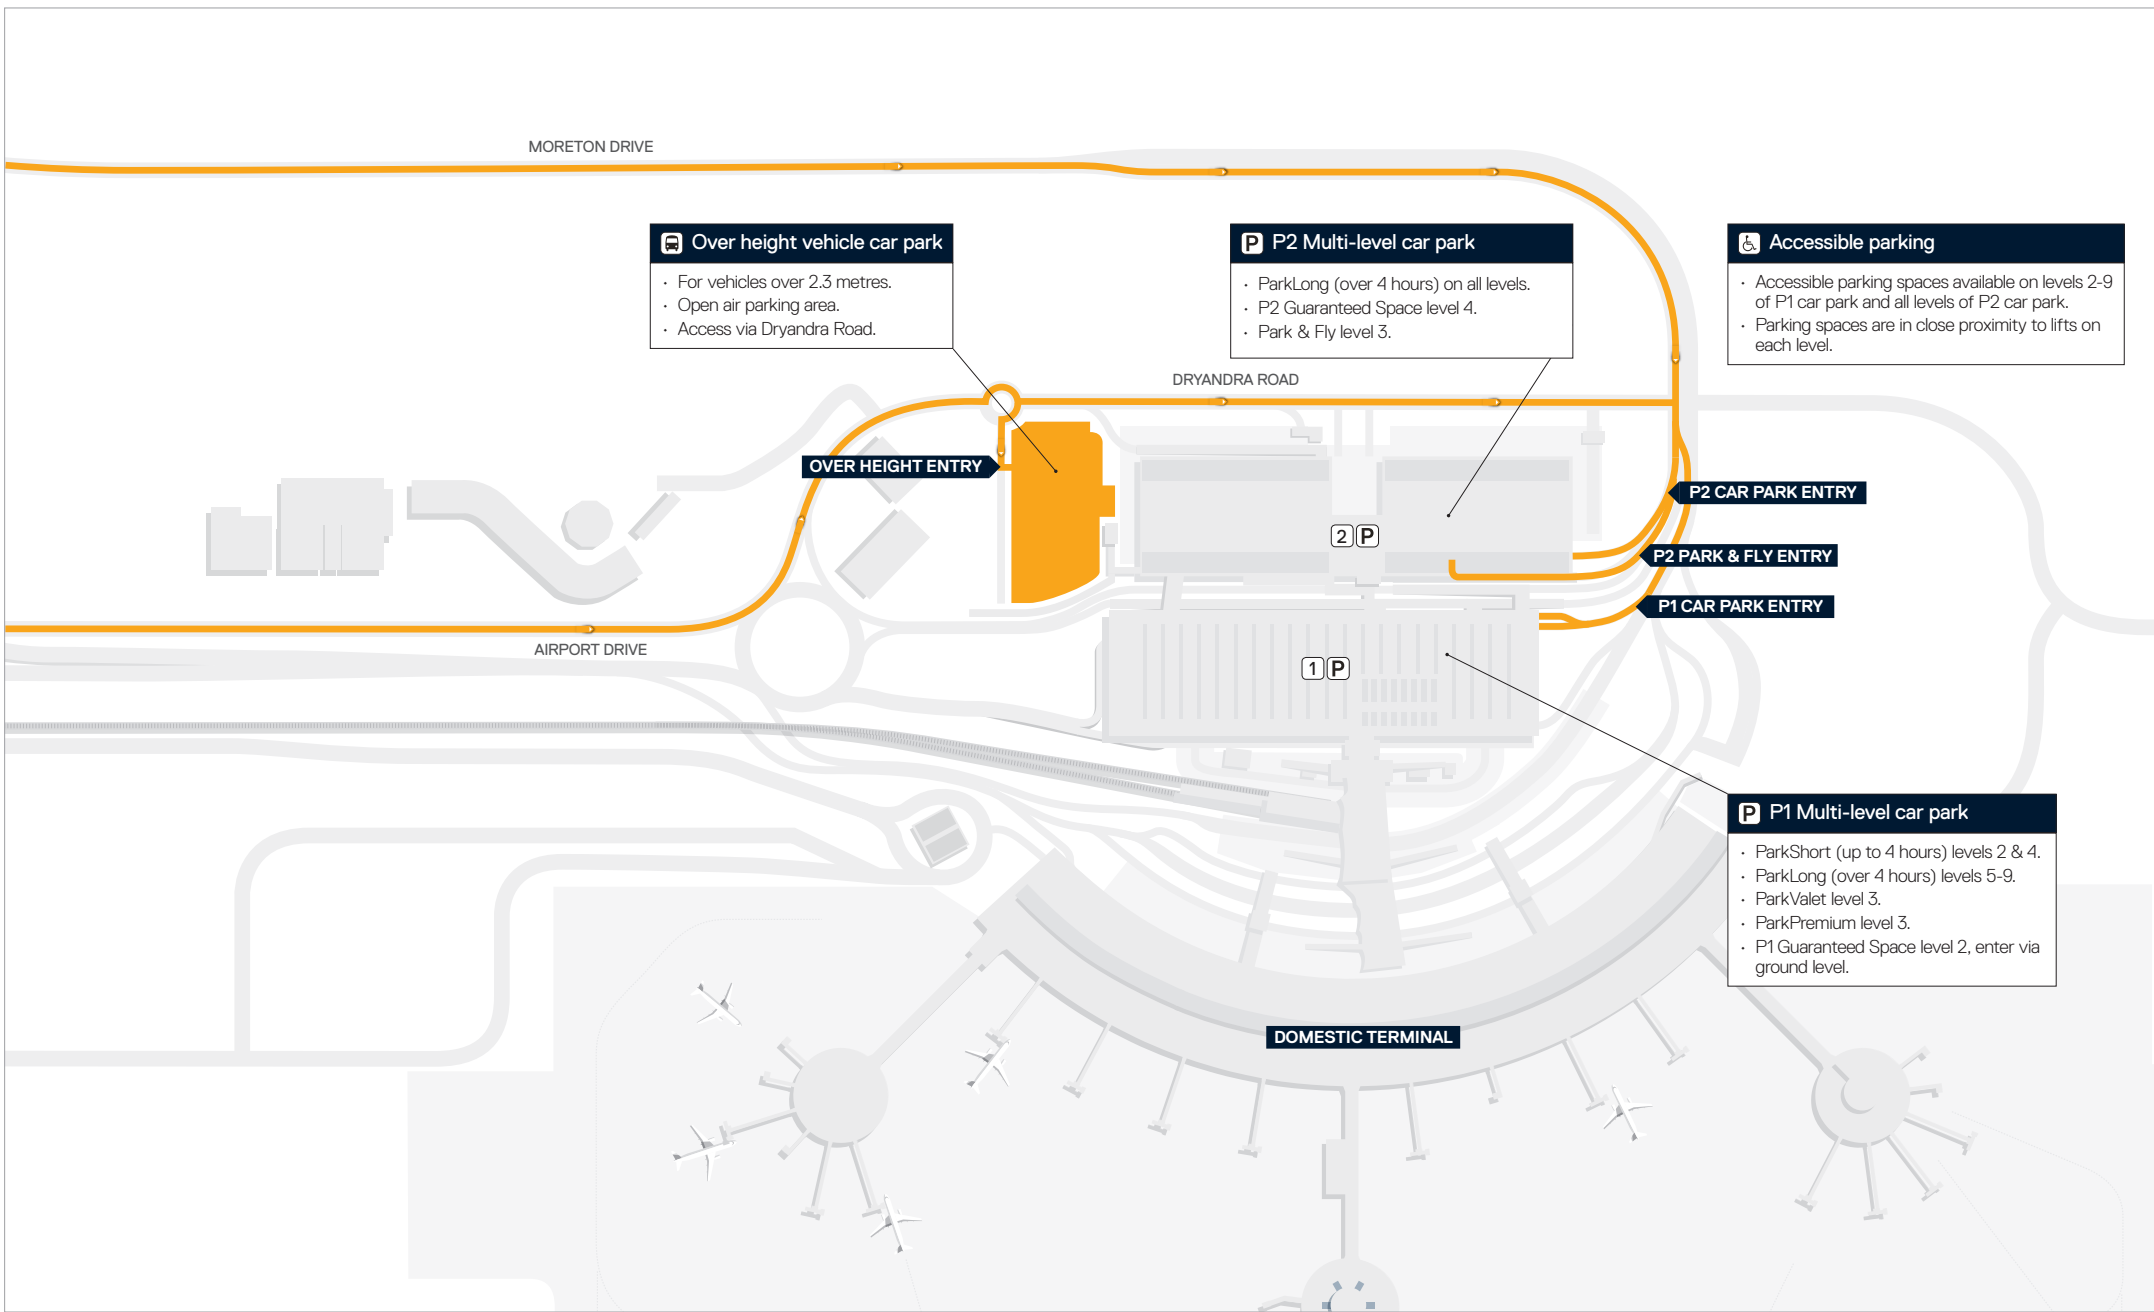 MORETON DRIVE
Over height vehicle car park
· For vehicles over 2.3 metres.
· Open air parking area.
· Access via Dryandra Road.
P P2 Multi-level car park
· ParkLong (over 4 hours) on all levels.
· P2 Guaranteed Space level 4.
· Park & Fly level 3.
Accessible parking
· Accessible parking spaces available on levels 2-9
of P1 car park and all levels of P2 car park.
· Parking spaces are in close proximity to lifts on
each level.
DRYANDRA ROAD
OVER HEIGHT ENTRY
P2 CAR PARK ENTRY
2 P
P2 PARK & FLY ENTRY
P1 CAR PARK ENTRY
AIRPORT DRIVE
1 P
P P1 Multi-level car park
· ParkShort (up to 4 hours) levels 2 & 4.
· ParkLong (over 4 hours) levels 5-9.
· ParkValet level 3.
· ParkPremium level 3.
· P1 Guaranteed Space level 2, enter via
ground level.
DOMESTIC TERMINAL